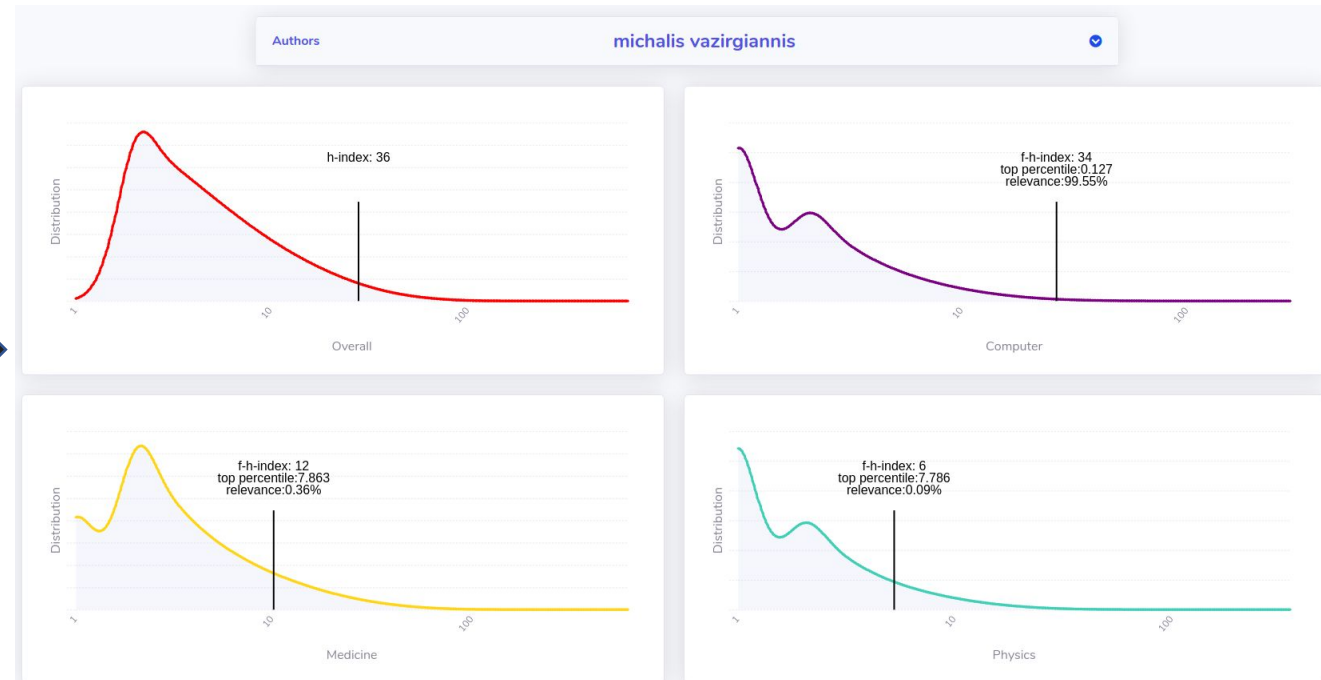 Authors
michalis vazirgiannis
Distribution
h-index: 36
1
10
100
Overall
Distribution
f-h-index: 34
top percentile:0.127
relevance:99.55%
1
10
100
Computer
Distribution
f-h-index: 12
top percentile:7.863
relevance:0.36%
1
10
100
Medicine
Distribution
f-h-index: 6
top percentile:7.786
relevance:0.09%
1
10
100
Physics